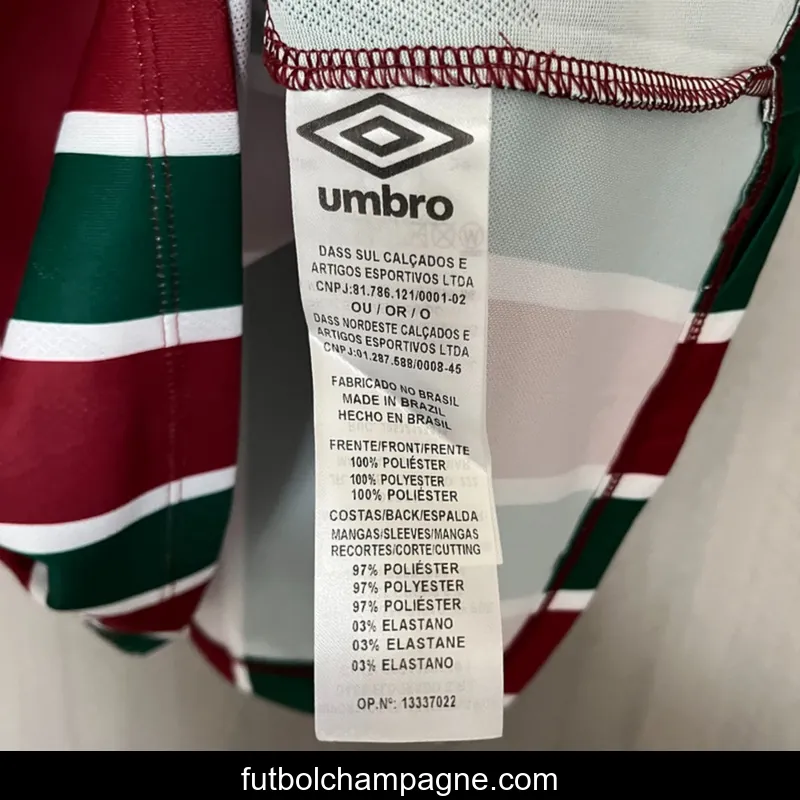 umbro
DASS SUL CALÇADOS E
ARTIGOS ESPORTIVOS LTDA
CNPJ:81.786.121/0001-02
OU / OR / O
DASS NORDESTE CALÇADOS E
ARTIGOS ESPORTIVOS LTDA
CNPJ:01.287.588/0008-45
FABRICADO NO BRASIL
MADE IN BRAZIL
HECHO EN BRASIL
FRENTE/FRONT/FRENTE
100% POLIÉSTER
100% POLYESTER
100% POLIÉSTER
COSTAS/BACK/ESPALDA
MANGAS/SLEEVES/MANGAS
RECORTES/CORTE/CUTTING
97% POLIÉSTER
97% POLYESTER
97% POLIÉSTER
03% ELASTANO
03% ELASTANE
03% ELASTANO
OP.Nº: 13337022
futbolchampagne.com